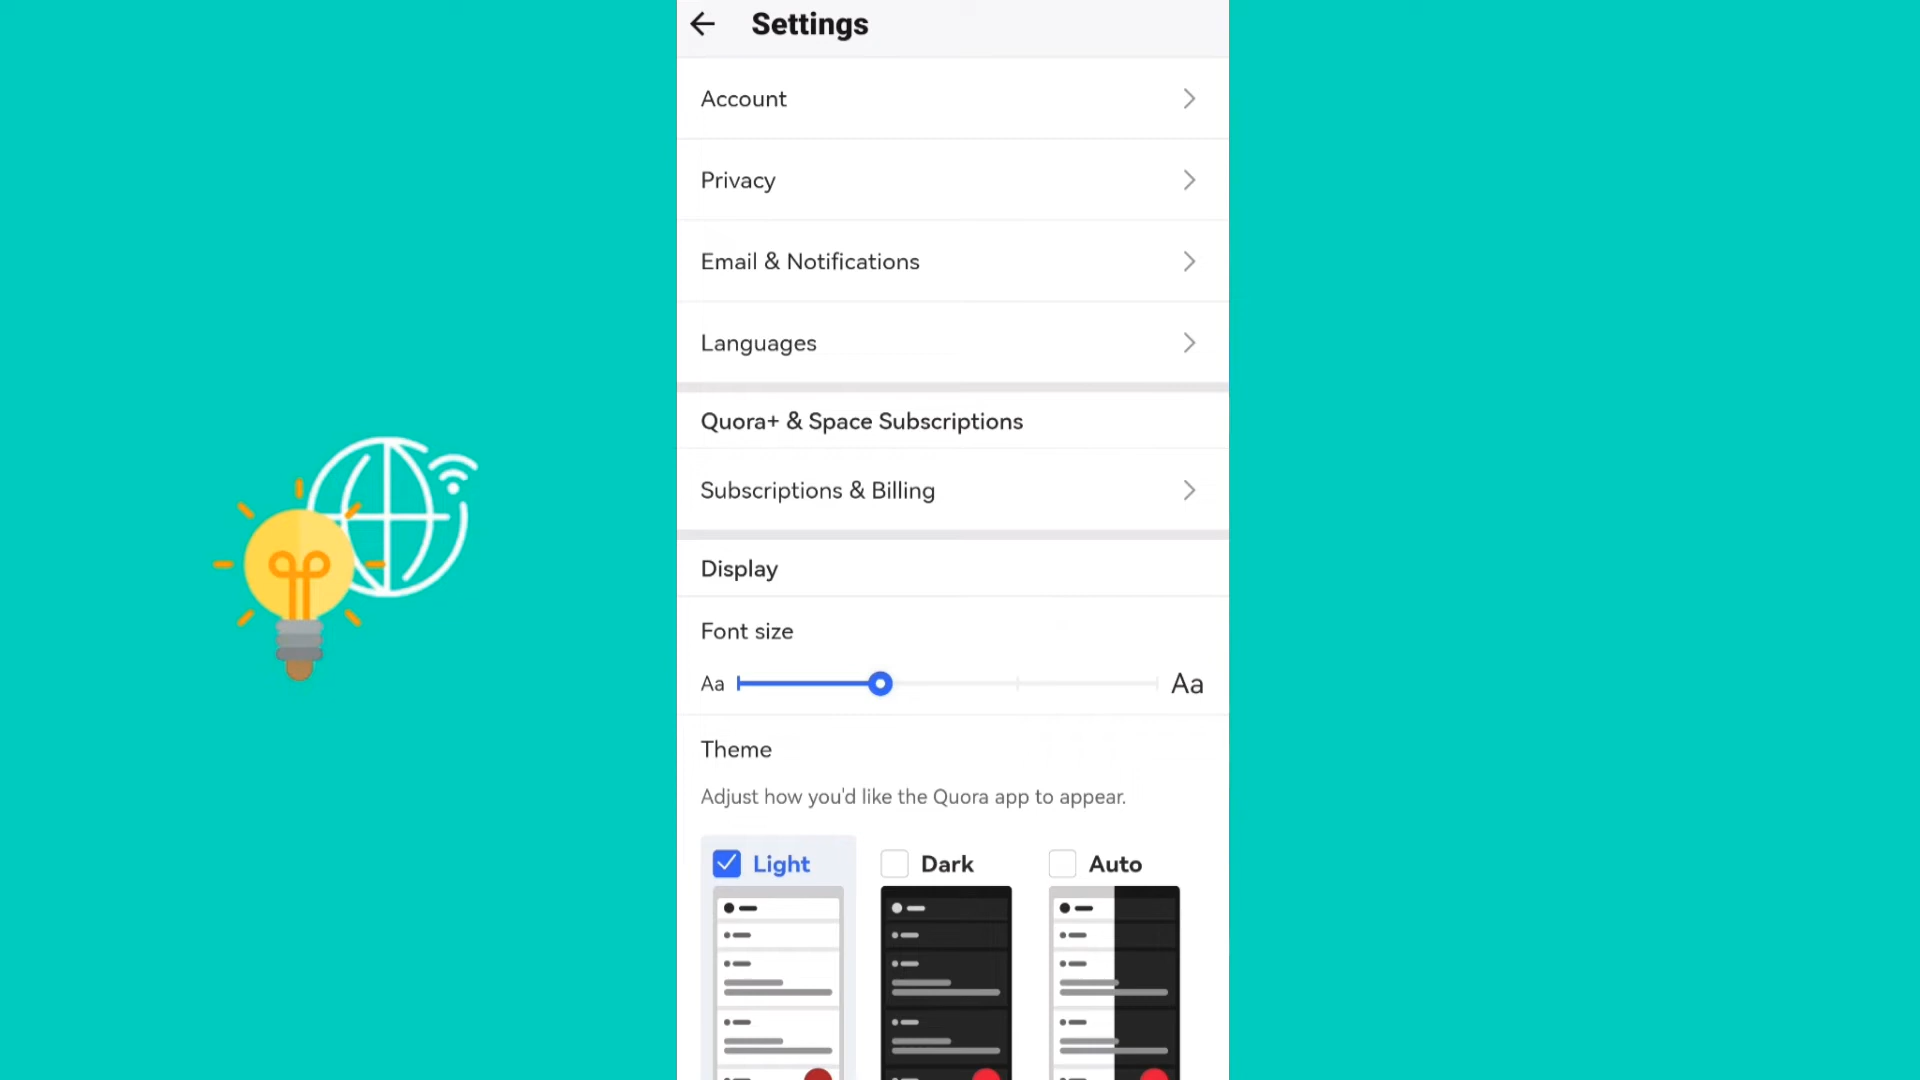 Settings
Account
Privacy
Email & Notifications
Languages
Quora+ & Space Subscriptions
Subscriptions & Billing
Display
Font size
Aa Aa
Theme
Adjust how you'd like the Quora app to appear.
Light Dark Auto